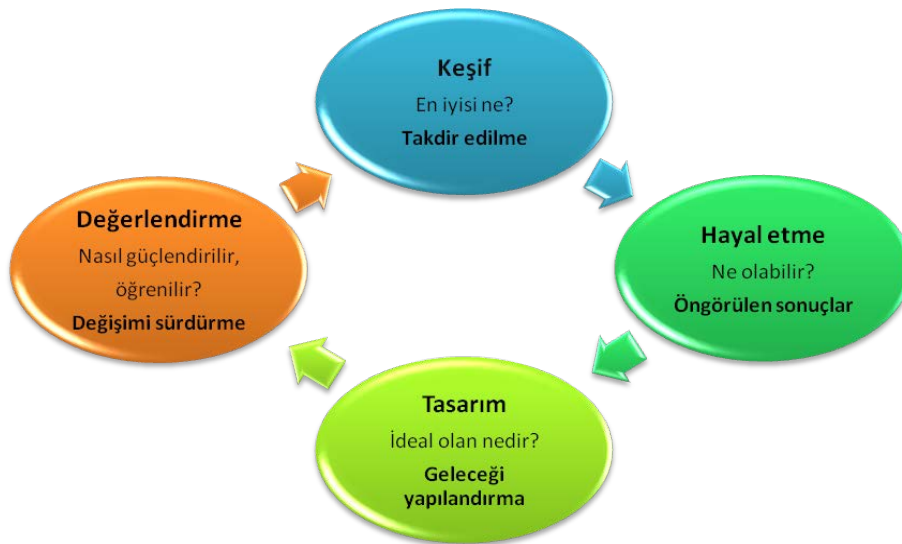 Keşif
En iyisi ne?
Takdir edilme
Hayal etme
Ne olabilir?
Öngörülen sonuçlar
Tasarım
İdeal olan nedir?
Geleceği
yapılandırma
Değerlendirme
Nasıl güçlendirilir,
öğrenilir?
Değişimi sürdürme